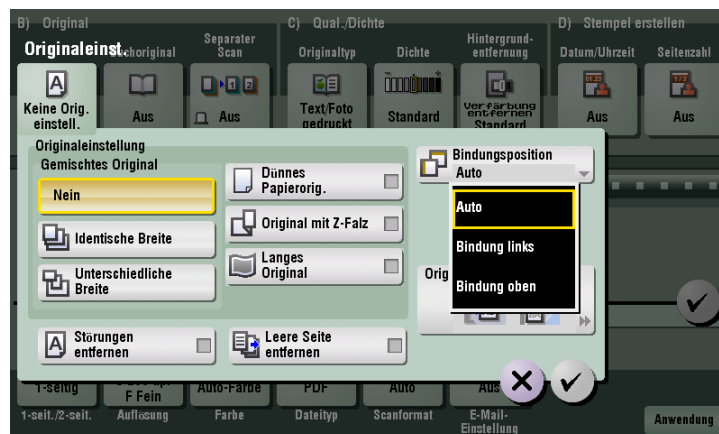 B) Original
C) Qual./Dichte
D) Stempel erstellen
Originaleinst.
choriginal
Separater
Scan
Originaltyp
Dichte
Hintergrund-
entfernung
Datum/Uhrzeit
Seitenzahl
Keine Orig.
einstell.
Aus
Aus
Text/Foto
gedruckt
Standard
Verfärbung
entfernen
Standard
Aus
Aus
Originaleinstellung
Gemischtes Original
Nein
Identische Breite
Unterschiedliche
Breite
Dünnes
Papierorig.
Original mit Z-Falz
Langes
Original
Störungen
entfernen
Leere Seite
entfernen
Bindungsposition
Auto
Auto
Bindung links
Bindung oben
Orig
1-seitig
F Fein
Auto-Farbe
PDF
Auto
Aus
1-seit./2-seit.
Auflösung
Farbe
Dateityp
Scanformat
E-Mail-
Einstellung
Anwendung